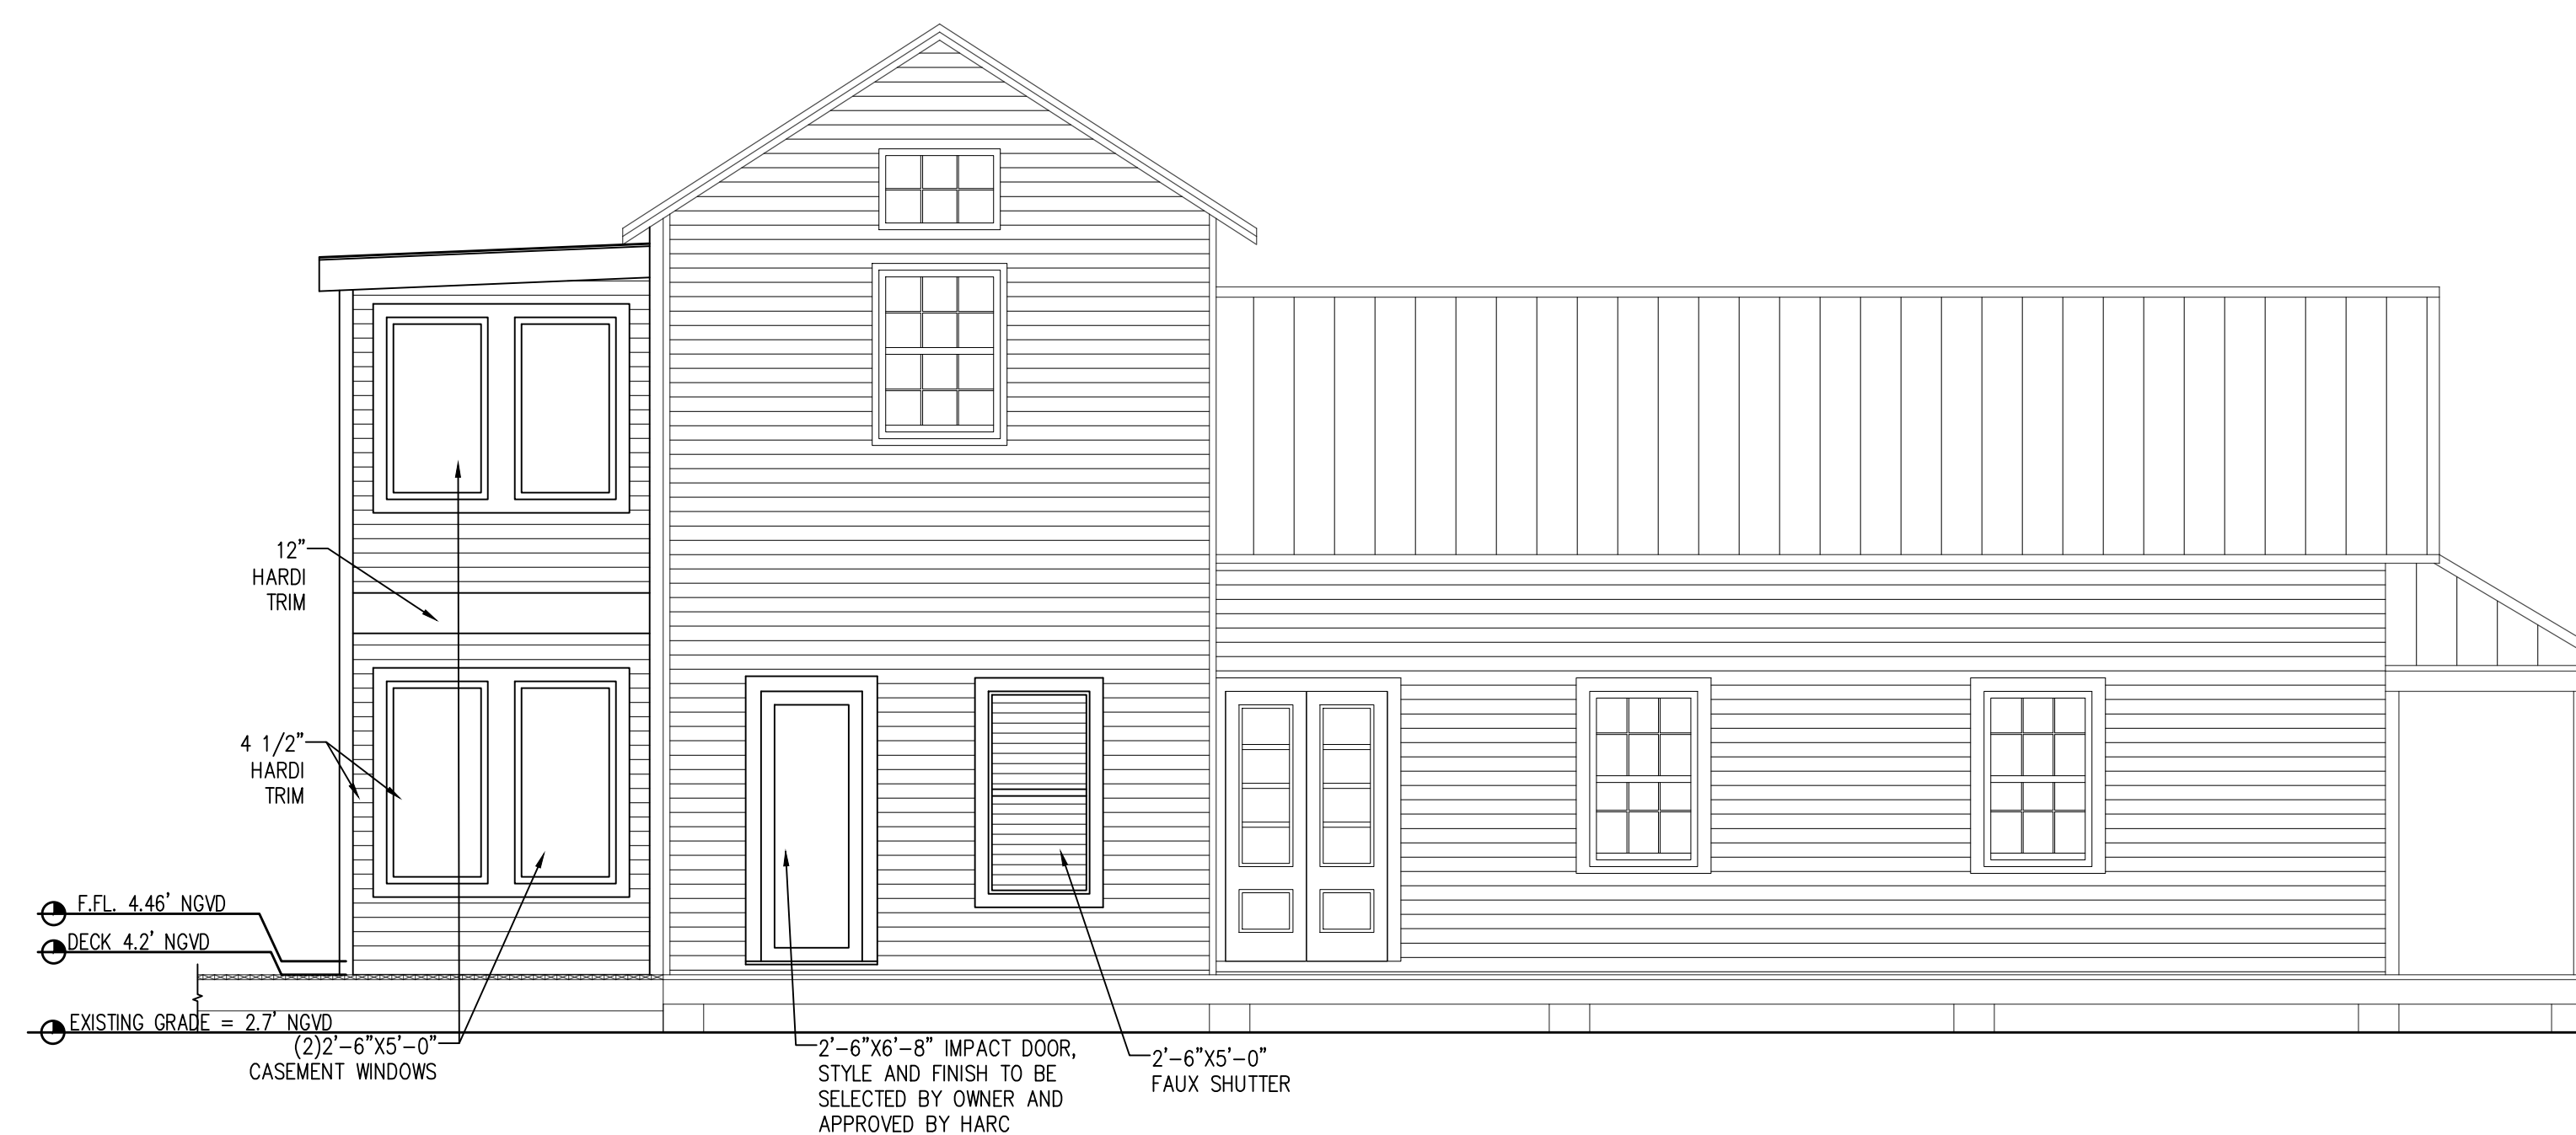 12"
HARDI
TRIM
4 1/2"
HARDI
TRIM
F.FL. 4.46' NGVD
DECK 4.2' NGVD
EXISTING GRADE = 2.7' NGVD
(2)2'-6"X5'-0"
CASEMENT WINDOWS
2'-6"X6'-8" IMPACT DOOR,
STYLE AND FINISH TO BE
SELECTED BY OWNER AND
APPROVED BY HARC
2'-6"X5'-0"
FAUX SHUTTER